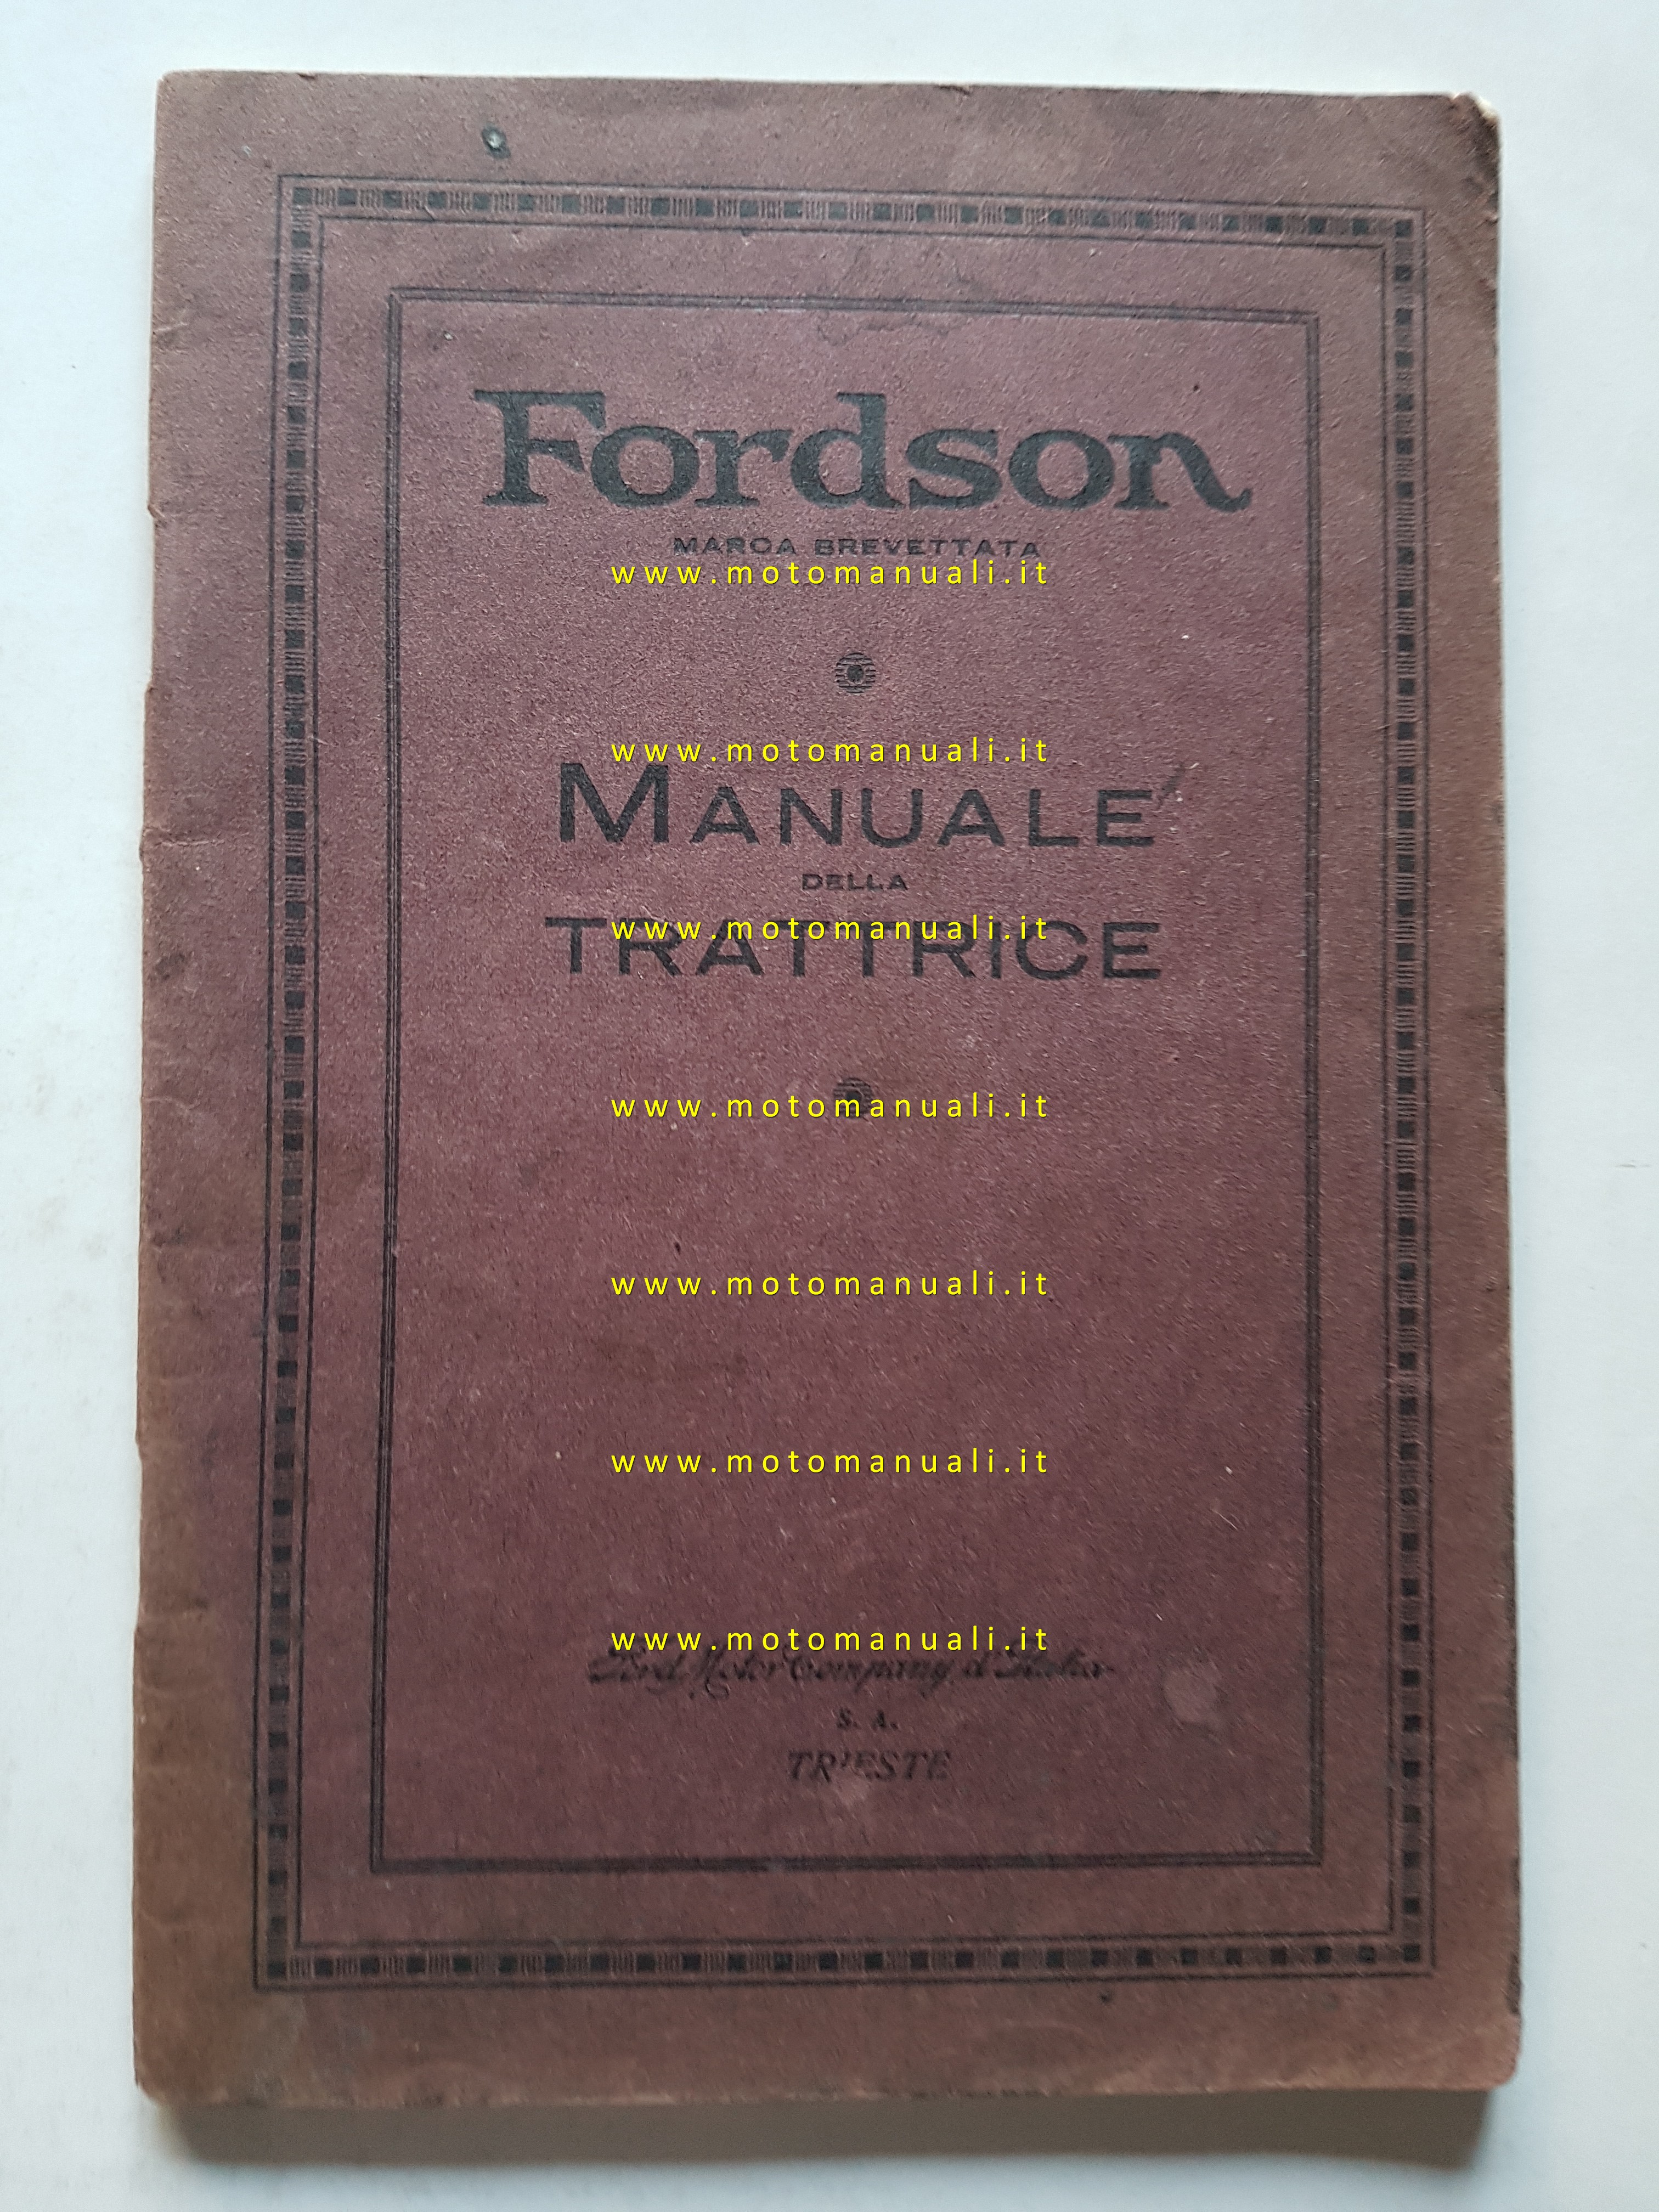 Fordson
MARCA BREVETTATA
www.motomanuali.it
www.motomanuali.it
MANUALE
DELLA
www.motomanuali.it
TRATTRICE
www.motomanuali.it
www.motomanuali.it
www.motomanuali.it
www.motomanuali.it
Ford Motor Company d'Italia
S. A.
TRIESTE